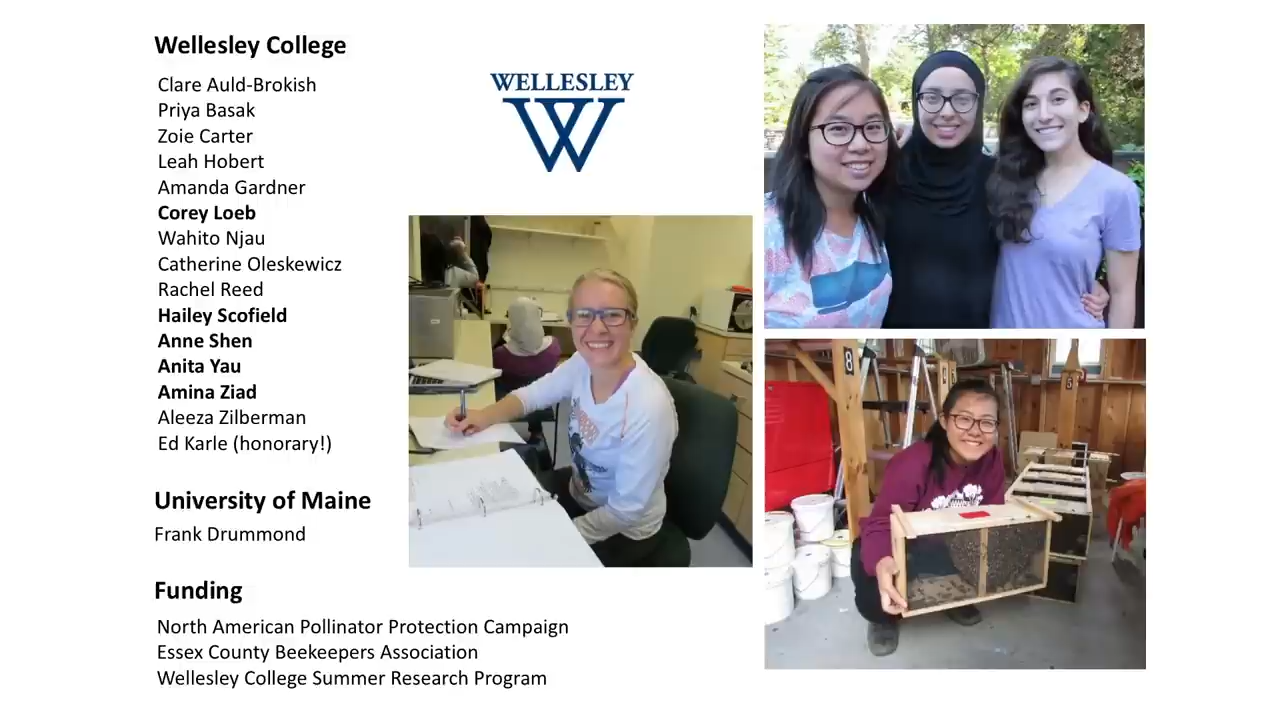 Wellesley College
Clare Auld-Brokish
Priya Basak
Zoie Carter
Leah Hobert
Amanda Gardner
Corey Loeb
Wahito Njau
Catherine Oleskewicz
Rachel Reed
Hailey Scofield
Anne Shen
Anita Yau
Amina Ziad
Aleeza Zilberman
Ed Karle (honorary!)
University of Maine
Frank Drummond
Funding
North American Pollinator Protection Campaign
Essex County Beekeepers Association
Wellesley College Summer Research Program
WELLESLEY
W
8
5